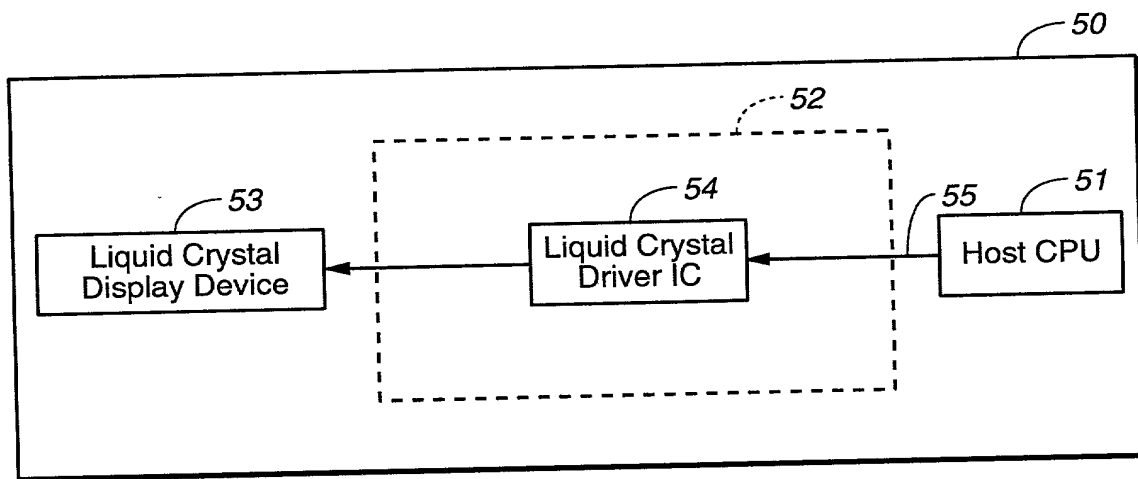 50
52
53
54
55
51
Liquid Crystal
Display Device
Liquid Crystal
Driver IC
Host CPU